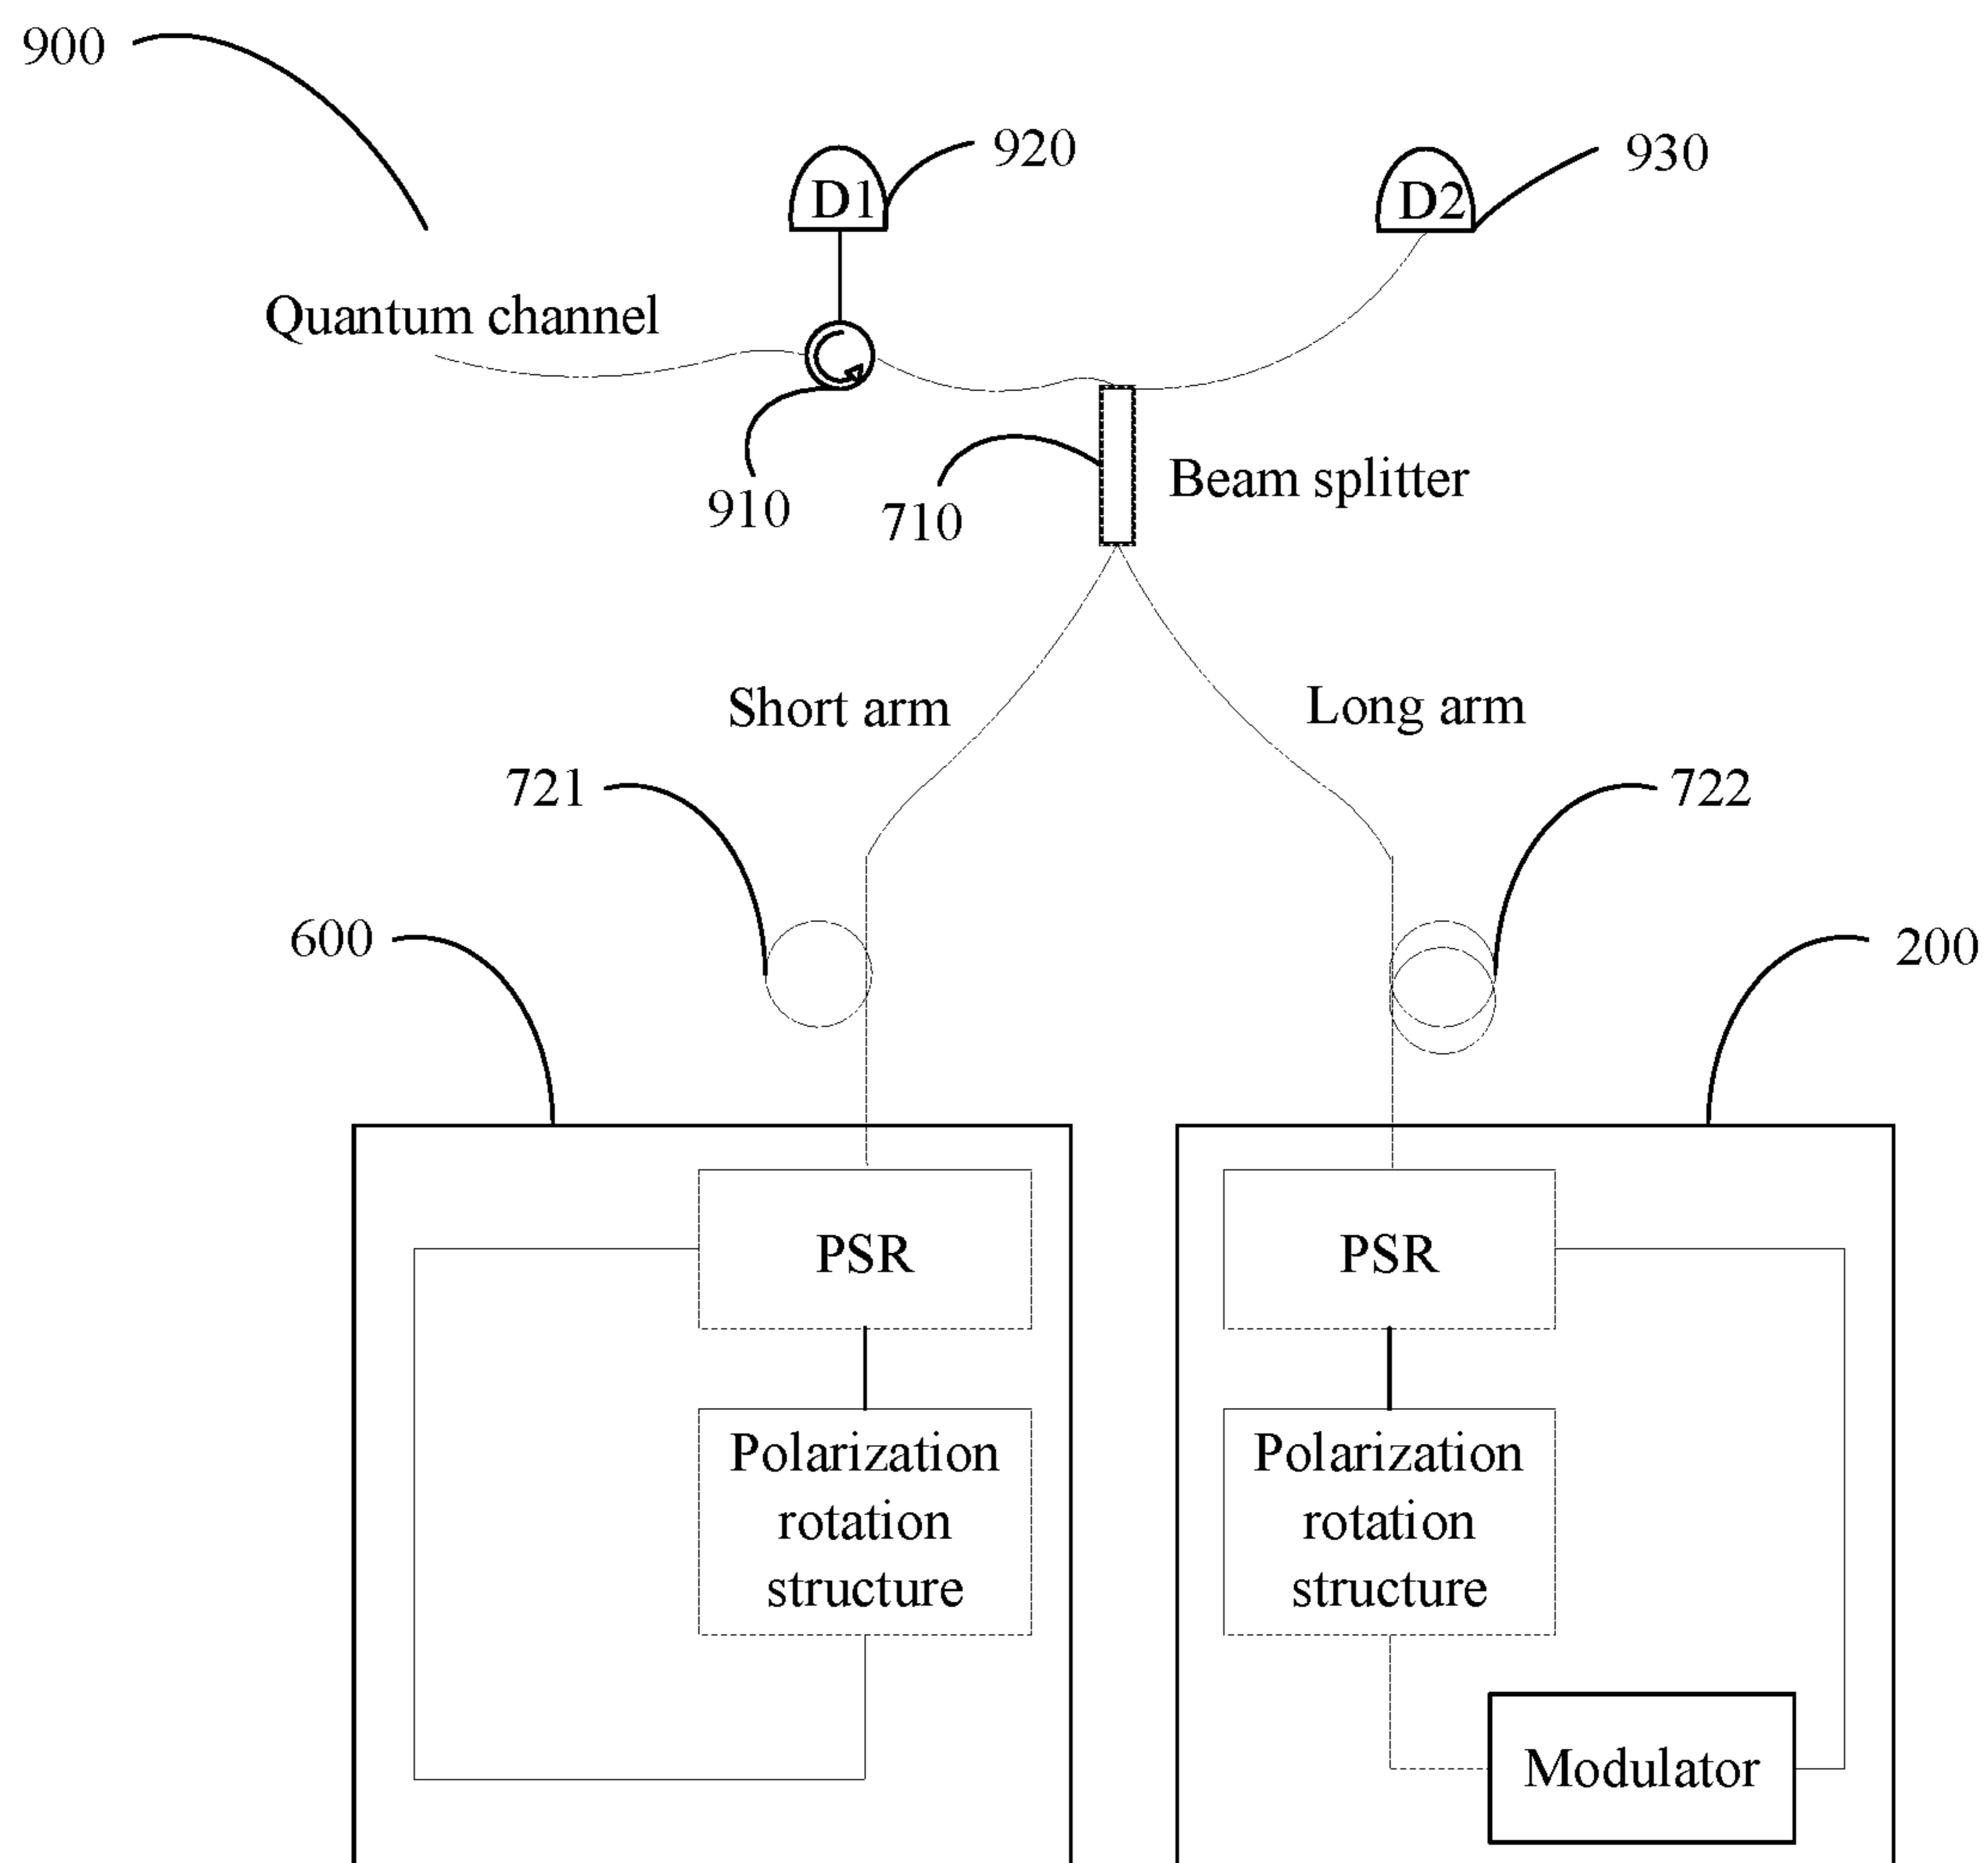 900
D1
920
D2
930
Quantum channel
910
710
Beam splitter
Short arm
Long arm
721
722
600
200
PSR
PSR
Polarization
rotation
structure
Polarization
rotation
structure
Modulator